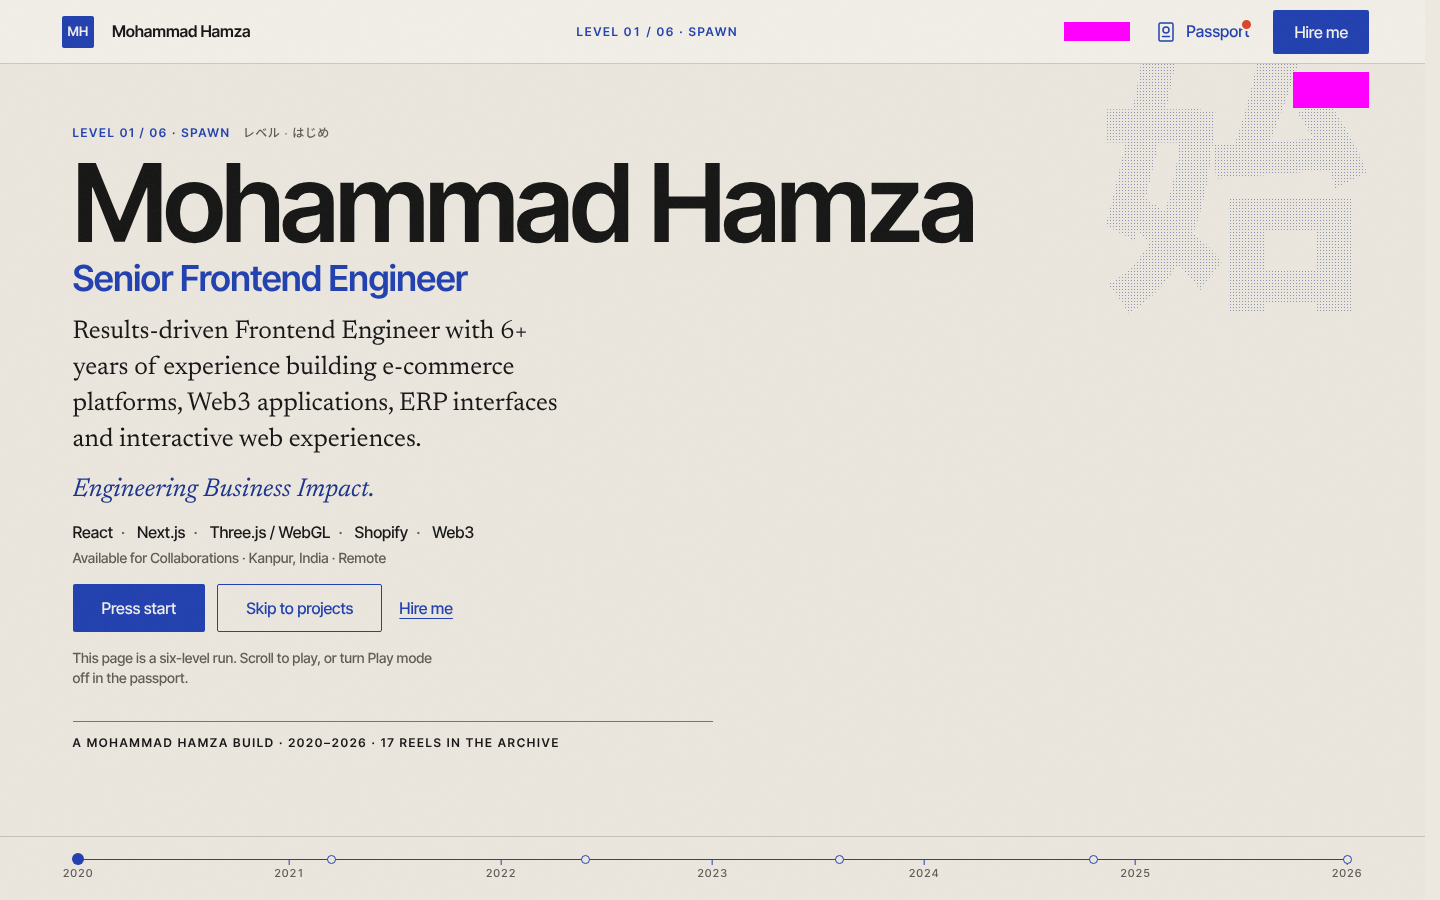 MH Mohammad Hamza LEVEL 01 / 06 · SPAWN Passport Hire me
始
LEVEL 01 / 06 · SPAWN レベル · はじめ
Mohammad Hamza
Senior Frontend Engineer
Results-driven Frontend Engineer with 6+
years of experience building e-commerce
platforms, Web3 applications, ERP interfaces
and interactive web experiences.
Engineering Business Impact.
React · Next.js · Three.js / WebGL · Shopify · Web3
Available for Collaborations · Kanpur, India · Remote
Press start Skip to projects Hire me
This page is a six-level run. Scroll to play, or turn Play mode
off in the passport.
A MOHAMMAD HAMZA BUILD · 2020–2026 · 17 REELS IN THE ARCHIVE
2020 2021 2022 2023 2024 2025 2026